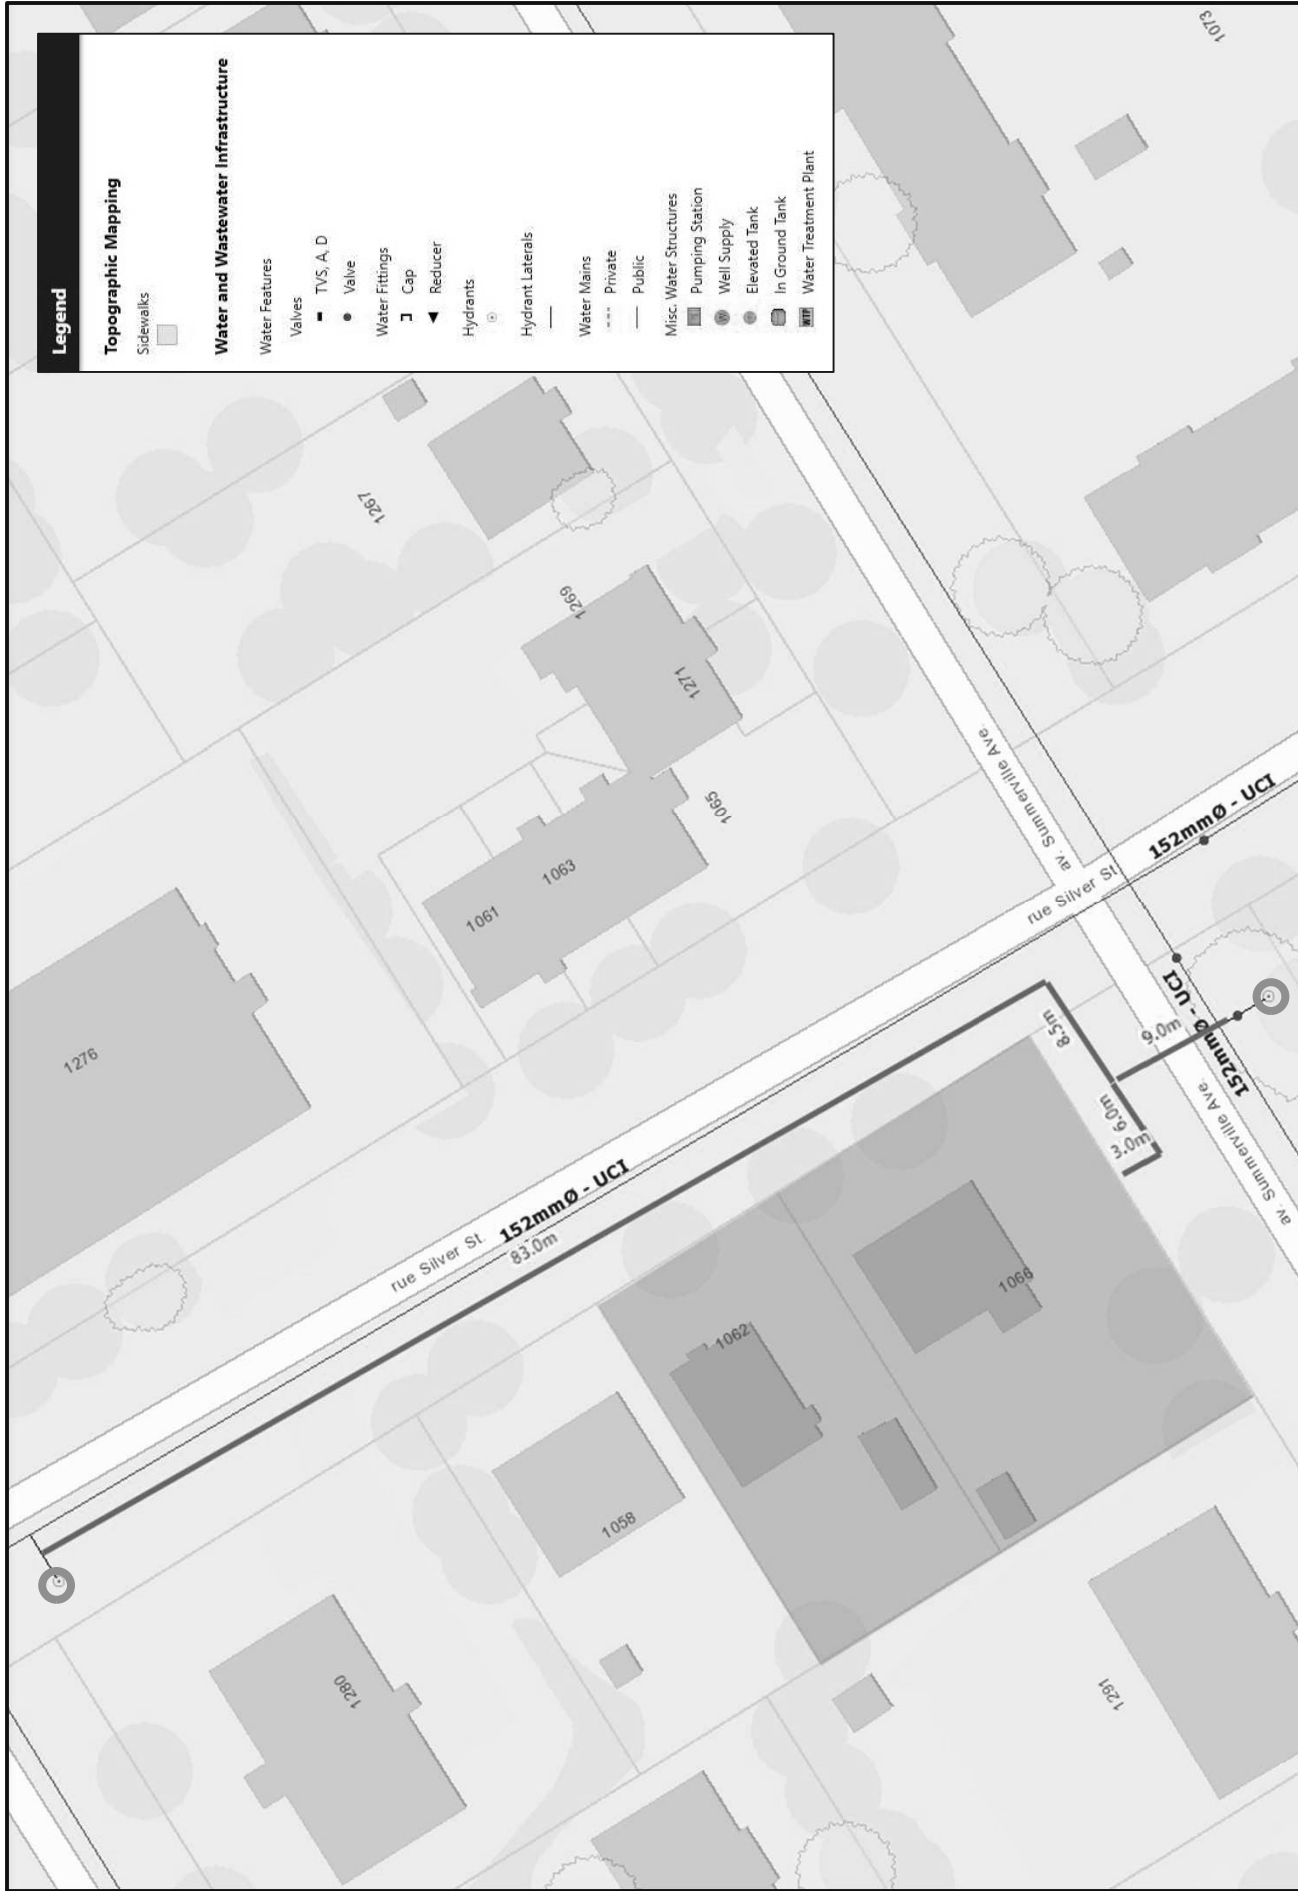 Legend
Topographic Mapping
Sidewalks
Water and Wastewater Infrastructure
Water Features
Valves
TVS, A, D
Valve
Water Fittings
Cap
Reducer
Hydrants
Hydrant Laterals
Water Mains
Private
Public
Misc. Water Structures
Pumping Station
Well Supply
W
Elevated Tank
In Ground Tank
Water Treatment Plant
WTP
1073
1267
1269
1271
1065
1063
1061
1276
av. Summerville Ave.
rue Silver St.
152mmØ - UCI
152mmØ - UCI
9.0m
8.5m
6.0m
3.0m
av. Summerville Ave.
av. Summerville Ave.
rue Silver St.
152mmØ - UCI
83.0m
1066
1062
1058
1280
1291